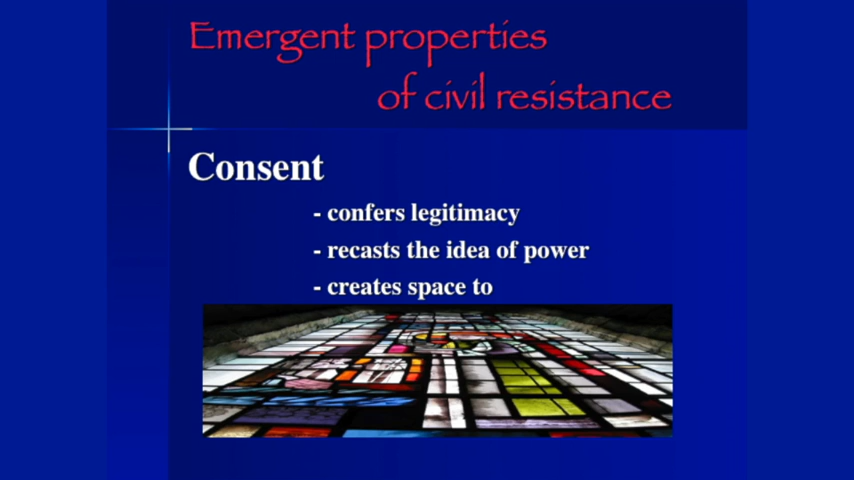 Emergent properties
of civil resistance
Consent
- confers legitimacy
- recasts the idea of power
- creates space to